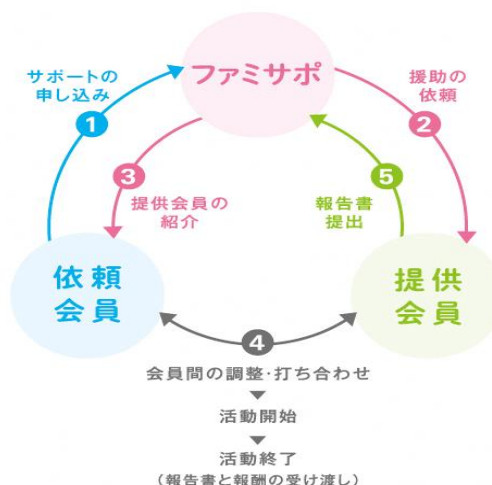 ファミサポ
サポートの
申し込み
1
援助の
依頼
2
3
提供会員の
紹介
5
報告書
提出
依頼
会員
提供
会員
4
会員間の調整・打ち合わせ
活動開始
活動終了
（報告書と報酬の受け渡し）